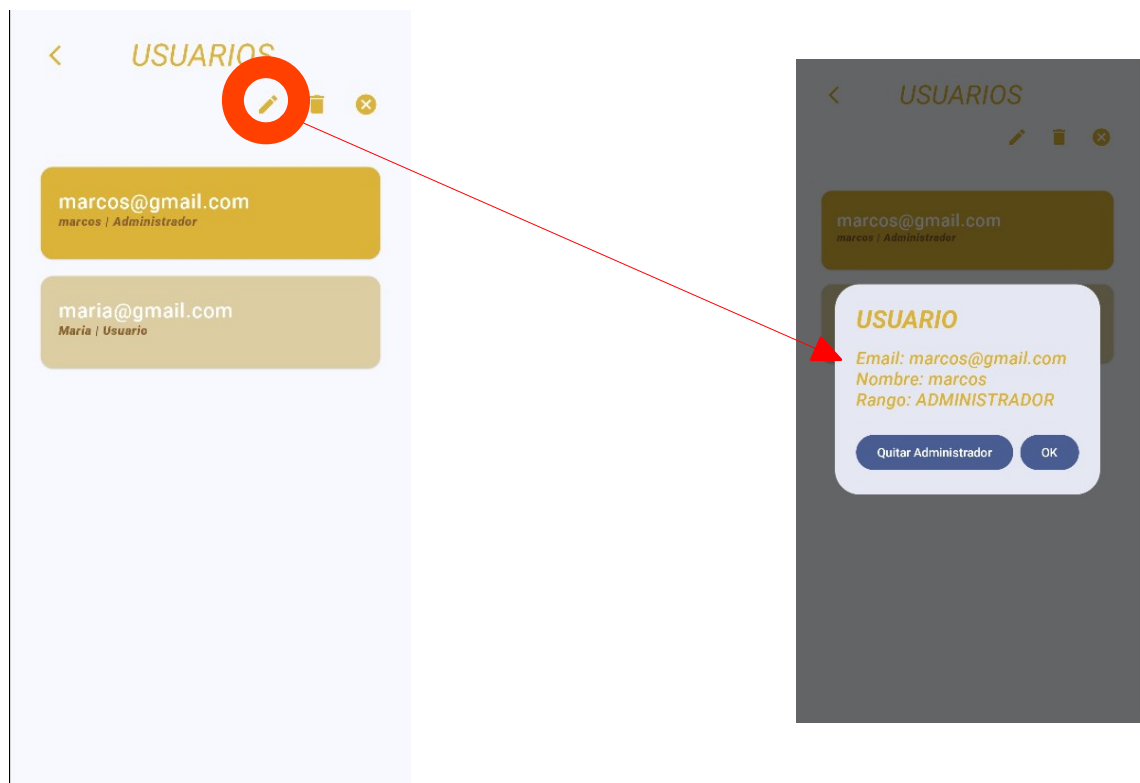 USUARIOS
marcos@gmail.com
marcos | Administrador
maria@gmail.com
Maria | Usuario
USUARIOS
marcos@gmail.com
marcos | Administrador
USUARIO
Email: marcos@gmail.com
Nombre: marcos
Rango: ADMINISTRADOR
Quitar Administrador
OK